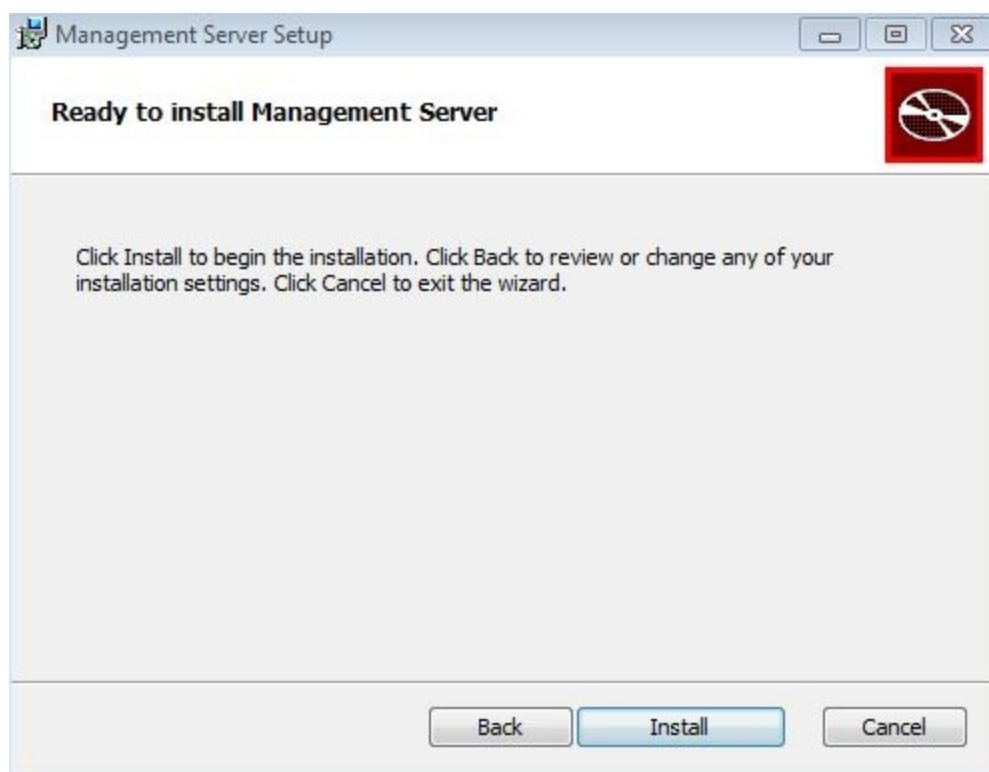 Management Server Setup
Ready to install Management Server
Click Install to begin the installation. Click Back to review or change any of your
installation settings. Click Cancel to exit the wizard.
Back Install Cancel